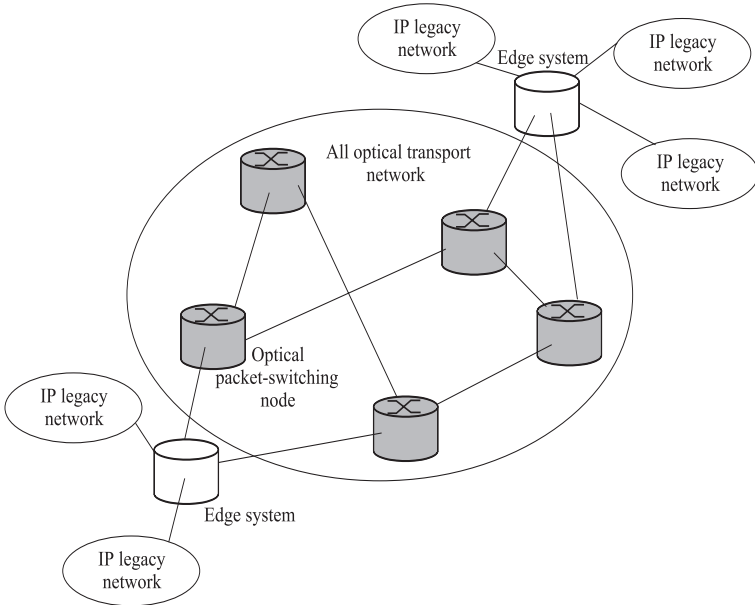 IP legacy
network
IP legacy
network
Edge system
IP legacy
network
All optical transport
network
Optical
packet-switching
node
IP legacy
network
Edge system
IP legacy
network